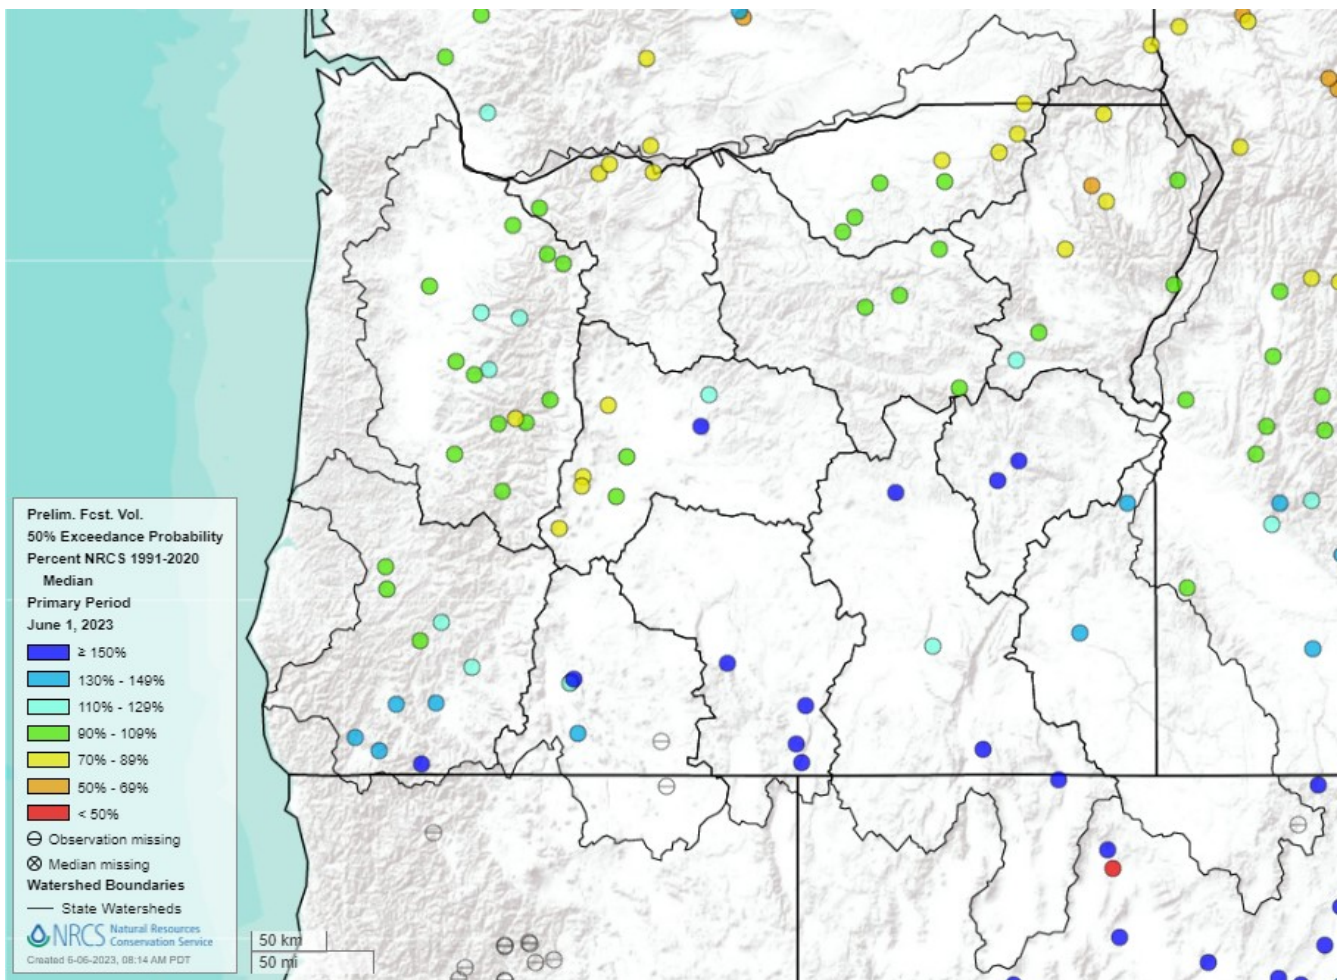 Prelim. Fcst. Vol.
50% Exceedance Probability
Percent NRCS 1991-2020
Median
Primary Period
June 1, 2023
≥ 150%
130% - 149%
110% - 129%
90% - 109%
70% - 89%
50% - 69%
< 50%
Observation missing
Median missing
Watershed Boundaries
State Watersheds
NRCS Natural Resources
Conservation Service
Created 6-06-2023, 08:14 AM PDT
50 km
50 mi